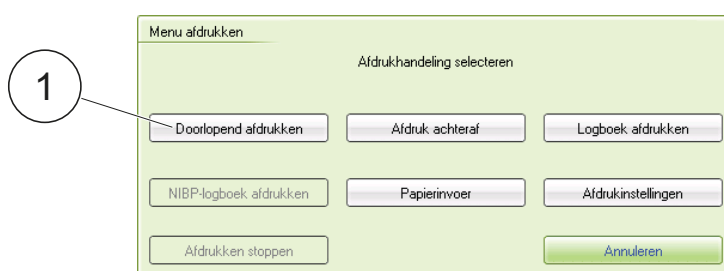 Menu afdrukken
Afdrukhandeling selecteren
1
Doorlopend afdrukken
Afdruk achteraf
Logboek afdrukken
NIBP-logboek afdrukken
Papierinvoer
Afdrukinstellingen
Afdrukken stoppen
Annuleren